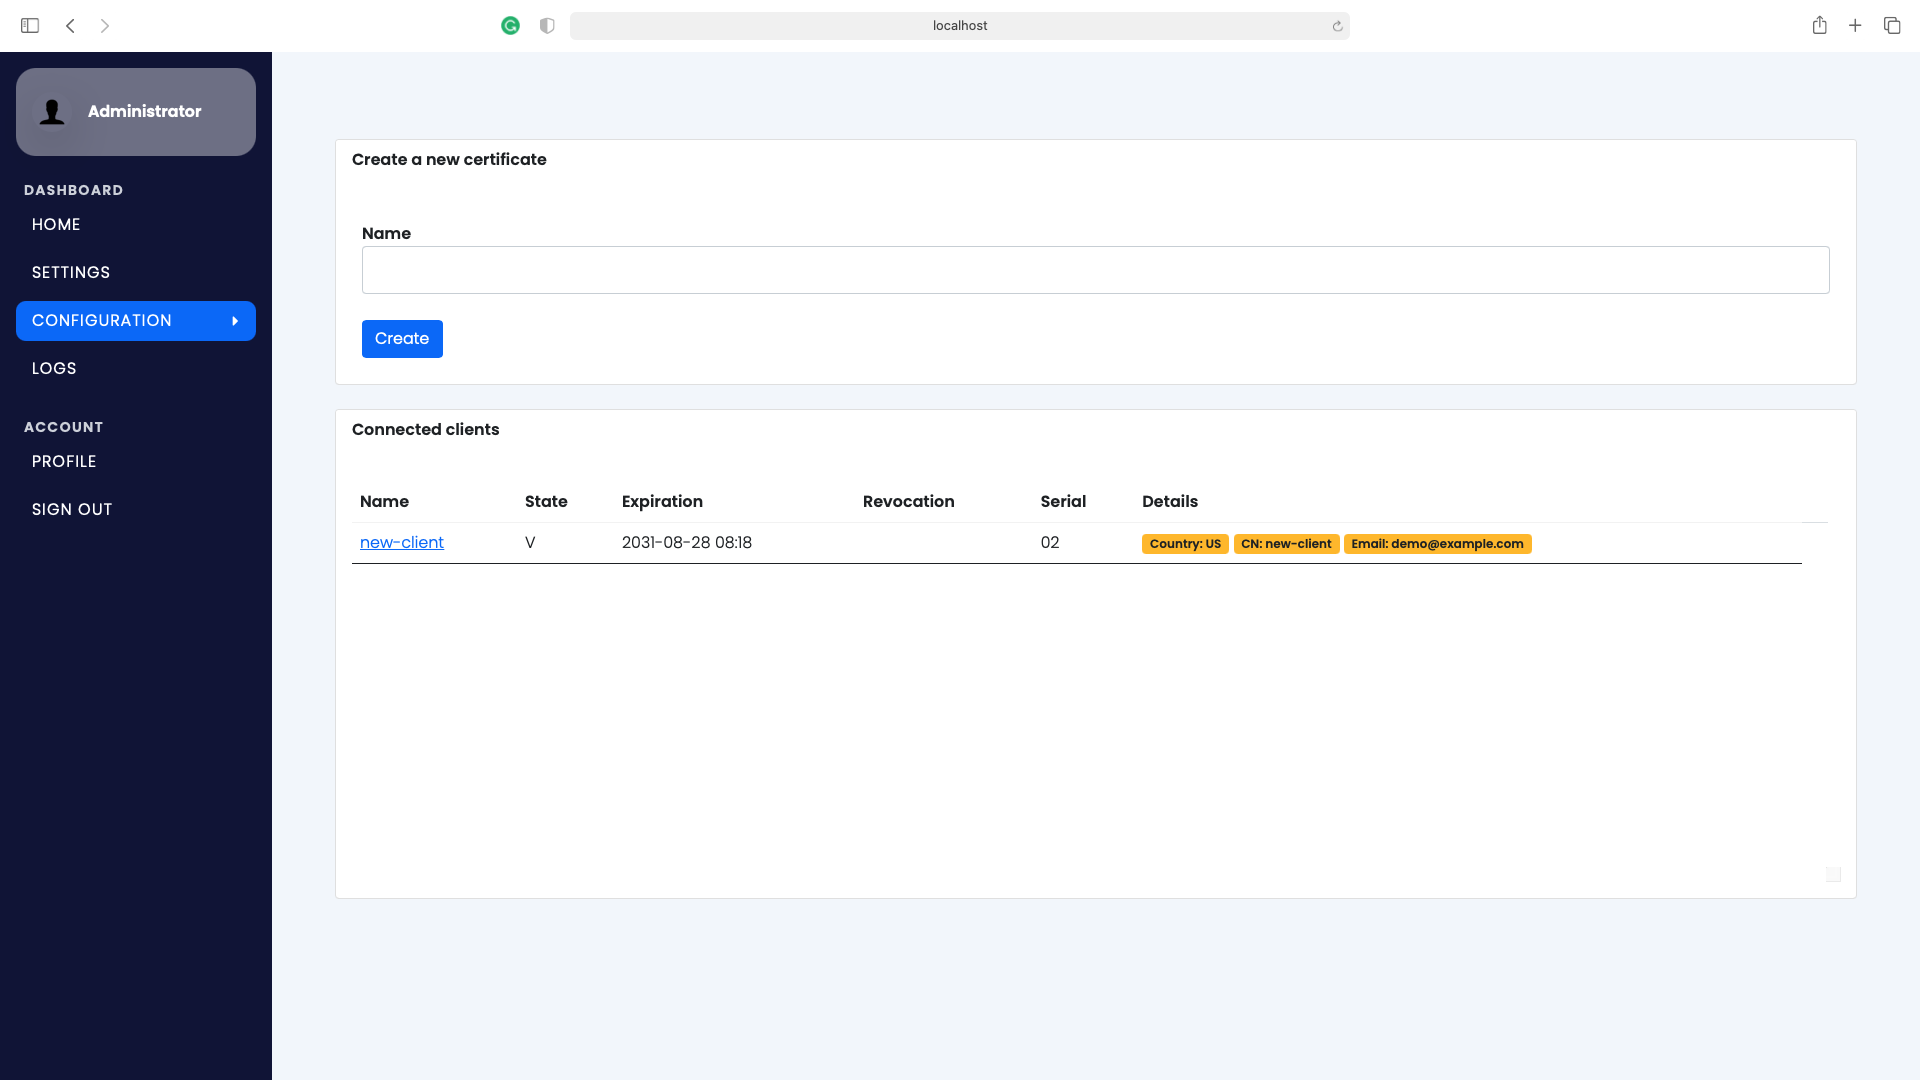 localhost
Administrator
DASHBOARD
HOME
SETTINGS
CONFIGURATION
LOGS
ACCOUNT
PROFILE
SIGN OUT
Create a new certificate
Name
Create
Connected clients
Name State Expiration Revocation Serial Details
new-client V 2031-08-28 08:18 02 Country: US CN: new-client Email: demo@example.com